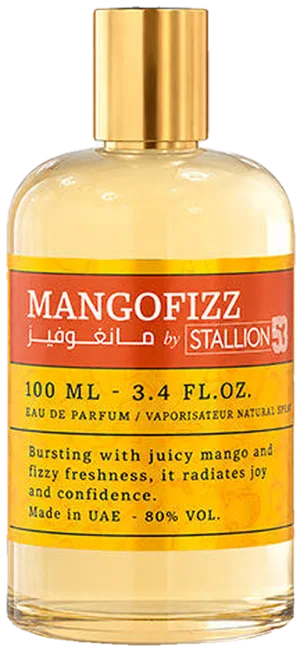 MANGOFIZZ
مانغوفيز by STALLION 53
100 ML - 3.4 FL.OZ.
EAU DE PARFUM / VAPORISATEUR NATURAL SPRAY
Bursting with juicy mango and
fizzy freshness, it radiates joy
and confidence.
Made in UAE - 80% VOL.